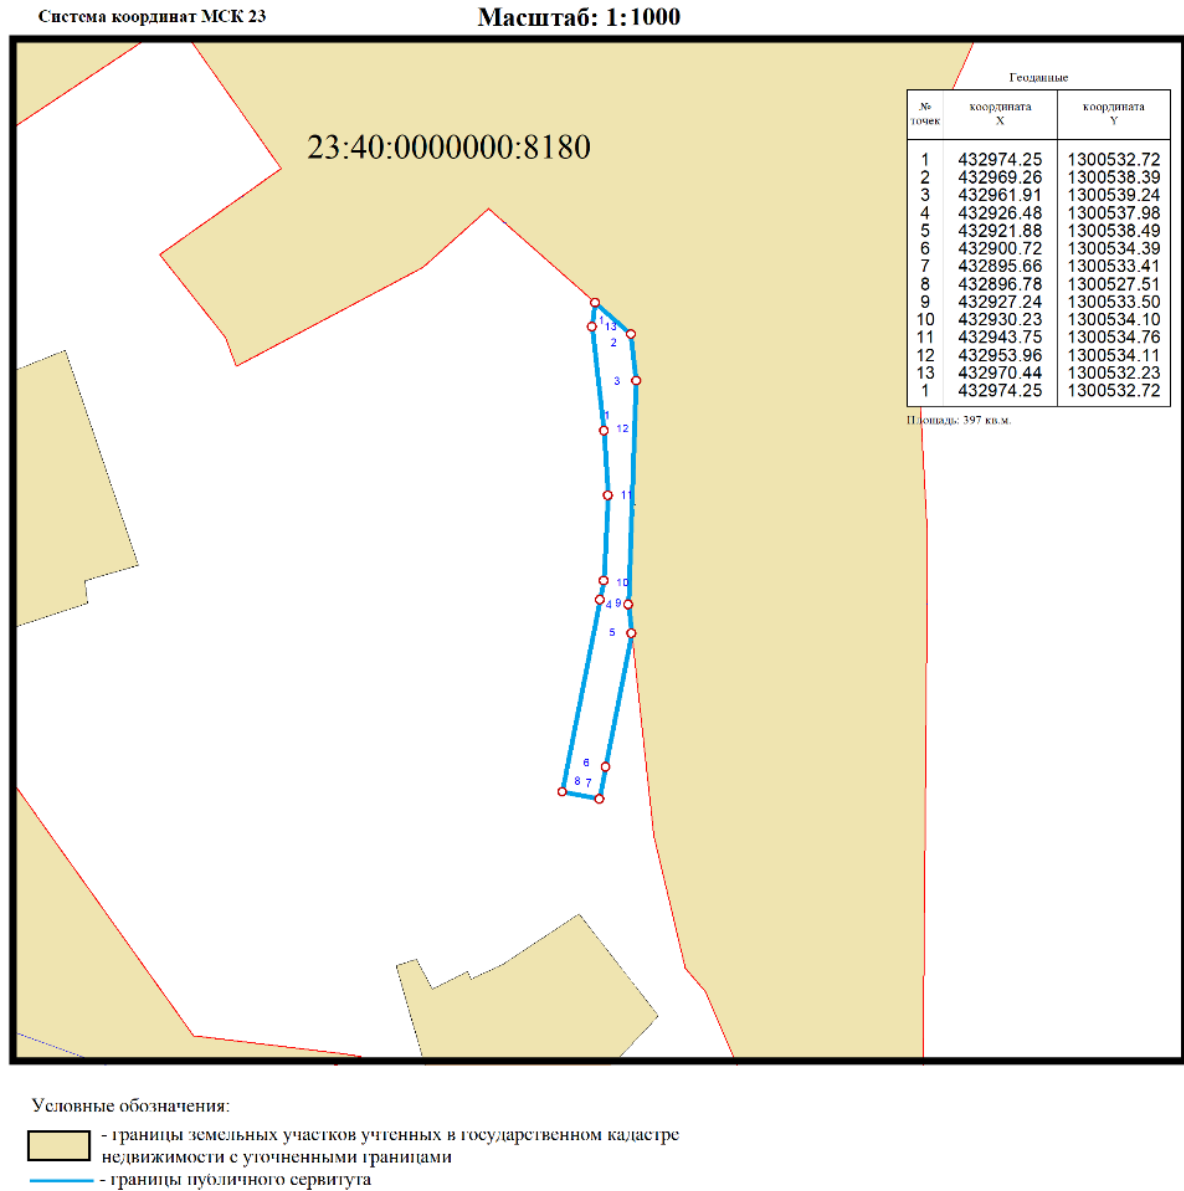 Система координат МСК 23
Масштаб: 1:1000
23:40:0000000:8180
Геоданные
№ точек координата X координата Y
1 432974.25 1300532.72
2 432969.26 1300538.39
3 432961.91 1300539.24
4 432926.48 1300537.98
5 432921.88 1300538.49
6 432900.72 1300534.39
7 432895.66 1300533.41
8 432896.78 1300527.51
9 432927.24 1300533.50
10 432930.23 1300534.10
11 432943.75 1300534.76
12 432953.96 1300534.11
13 432970.44 1300532.23
1 432974.25 1300532.72
Площадь: 397 кв.м.
1
13
2
3
1
12
11
10
4
9
5
6
8
7
Условные обозначения:
- границы земельных участков учтенных в государственном кадастре
недвижимости с уточненными границами
- границы публичного сервитута